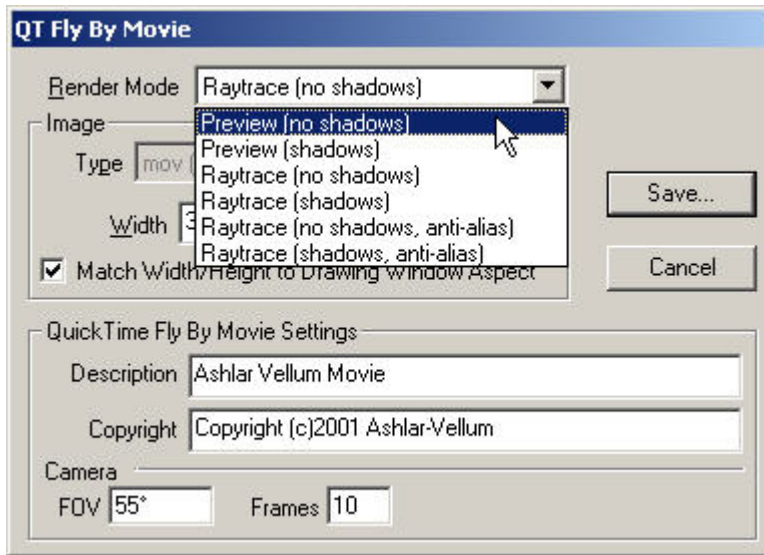 QT Fly By Movie
Render Mode Raytrace (no shadows)
Preview (no shadows)
Preview (shadows)
Raytrace (no shadows)
Raytrace (shadows)
Raytrace (no shadows, anti-alias)
Raytrace (shadows, anti-alias)
Image
Type mov
Width
Match Width/Height to Drawing Window Aspect
Save...
Cancel
QuickTime Fly By Movie Settings
Description Ashlar Vellum Movie
Copyright Copyright (c)2001 Ashlar-Vellum
Camera
FOV 55° Frames 10